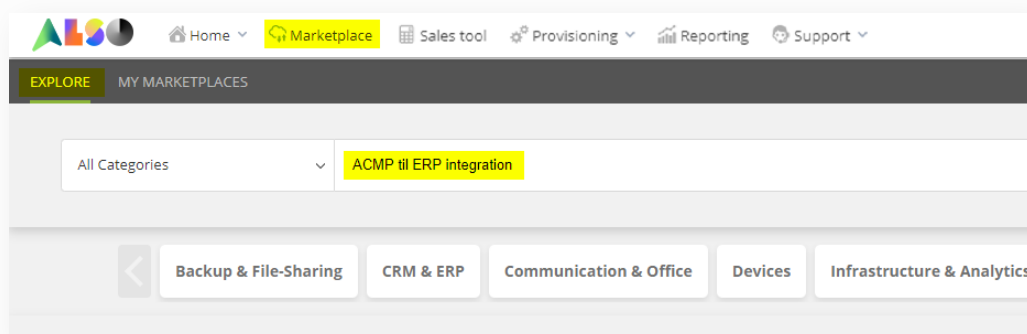 ALSO Home Marketplace Sales tool Provisioning Reporting Support
EXPLORE MY MARKETPLACES
All Categories ACMP til ERP integration
Backup & File-Sharing CRM & ERP Communication & Office Devices Infrastructure & Analytics